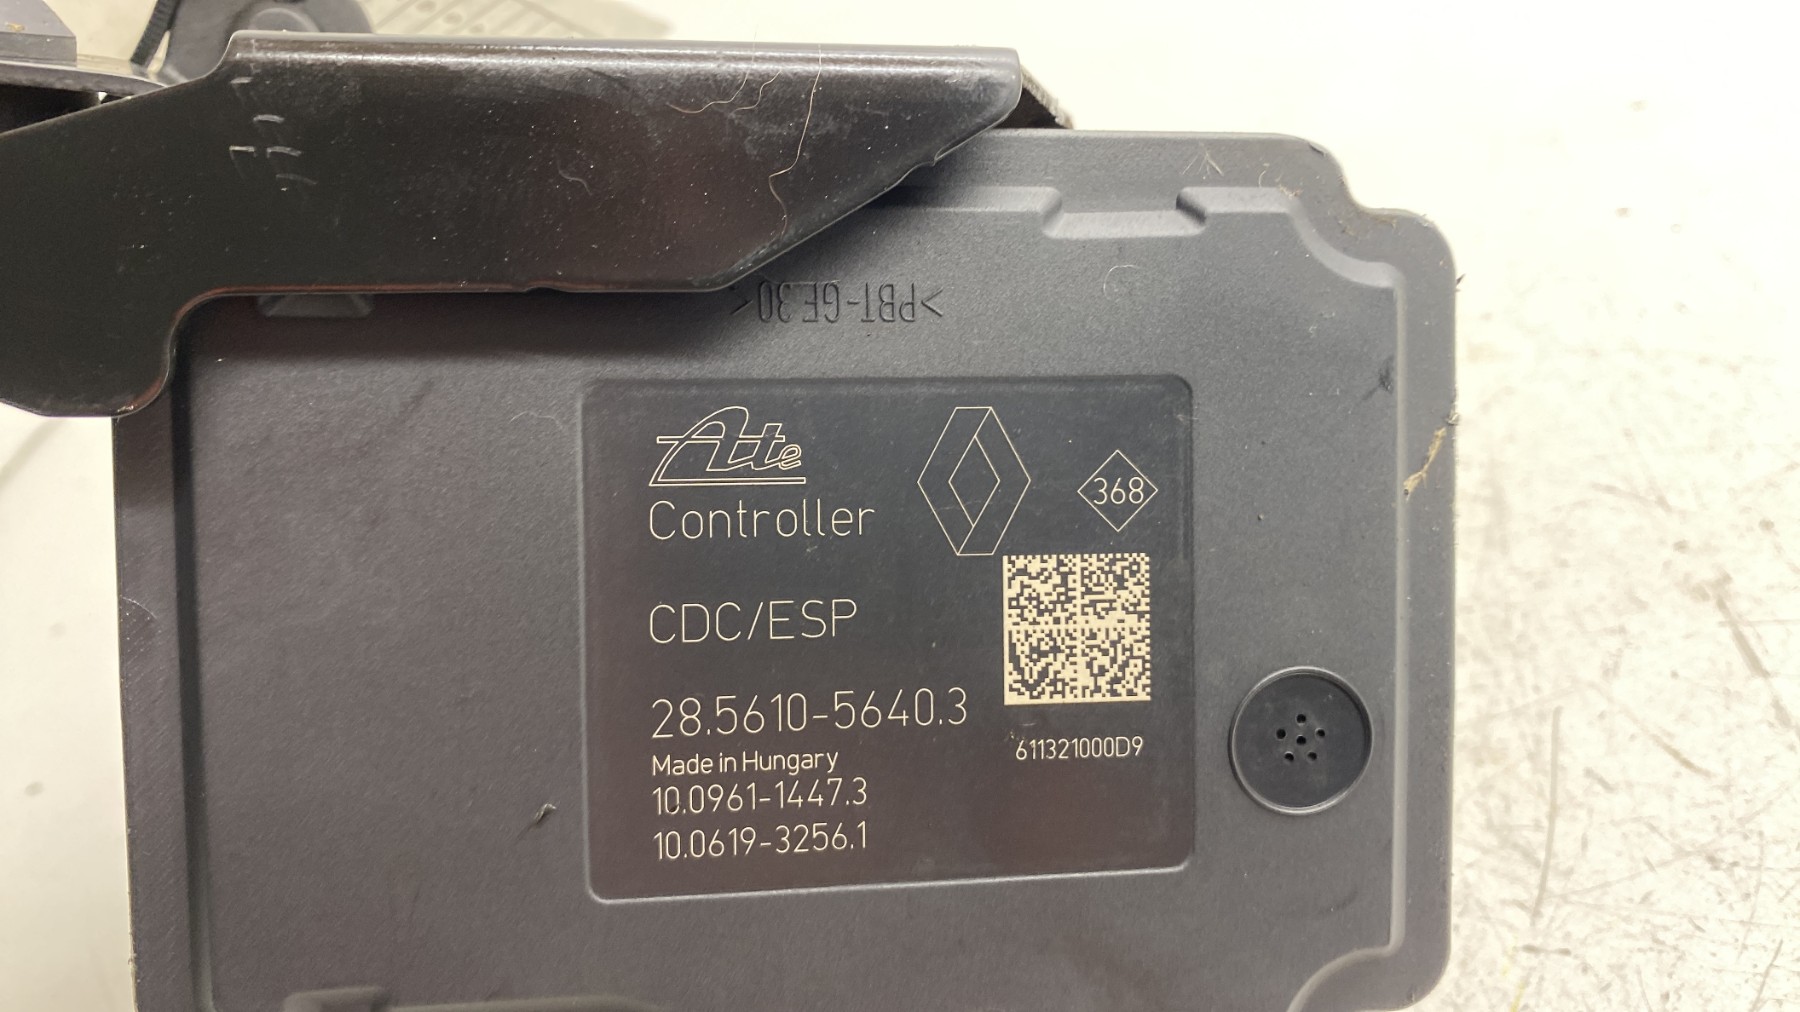 >PBT-GE30<
Ate
Controller
368
CDC/ESP
28.5610-5640.3
611321000D9
Made in Hungary
10.0961-1447.3
10.0619-3256.1